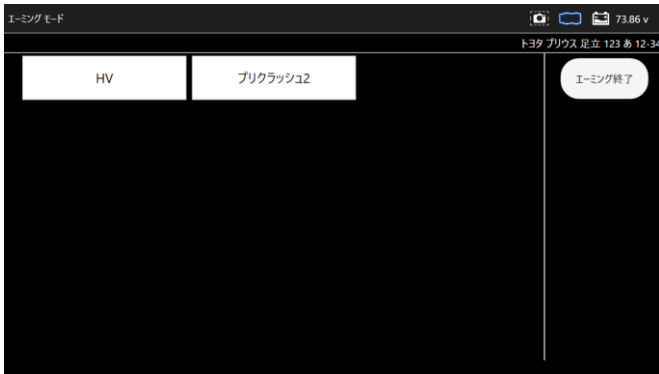 エーミング モード
73.86 v
トヨタ プリウス 足立 123 あ 12-34
HV
プリクラッシュ2
エーミング終了